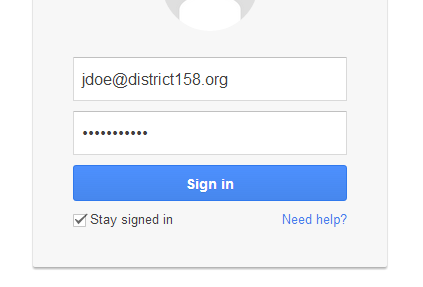 jdoe@district158.org
•••••••••••
Sign in
Stay signed in
Need help?